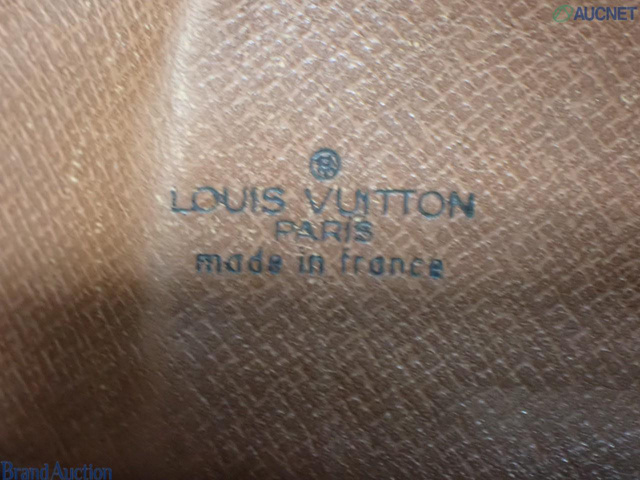 AUCNET
®
LOUIS VUITTON
PARIS
made in france
Brand Auction